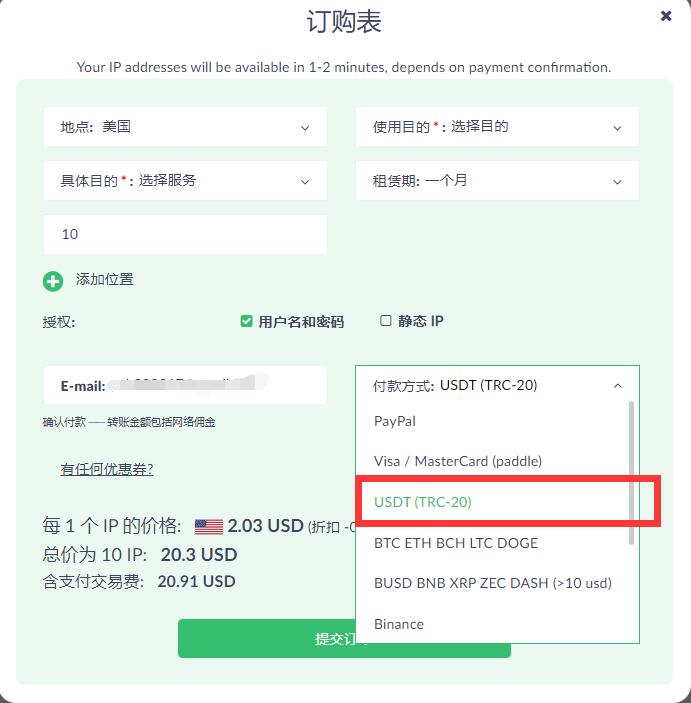 订购表
Your IP addresses will be available in 1-2 minutes, depends on payment confirmation.
地点: 美国
使用目的 * : 选择目的
具体目的 * : 选择服务
租赁期: 一个月
10
添加位置
授权:
用户名和密码
静态 IP
E-mail:
付款方式: USDT (TRC-20)
确认付款 —— 转账金额包括网络佣金
PayPal
Visa / MasterCard (paddle)
有任何优惠券?
USDT (TRC-20)
每 1 个 IP 的价格: 2.03 USD (折扣 -0
BTC ETH BCH LTC DOGE
总价为 10 IP: 20.3 USD
含支付交易费: 20.91 USD
BUSD BNB XRP ZEC DASH (>10 usd)
Binance
提交订